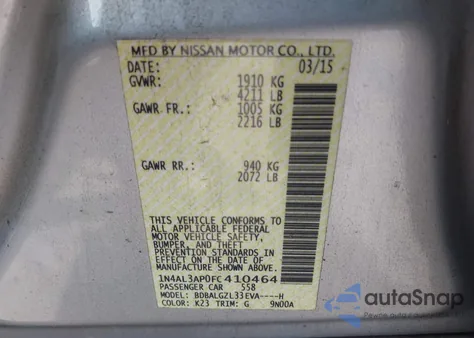 MFD BY NISSAN MOTOR CO., LTD.
DATE: 03/15
GVWR: 1910 KG
4211 LB
GAWR FR.: 1005 KG
2216 LB
GAWR RR.: 940 KG
2072 LB
THIS VEHICLE CONFORMS TO
ALL APPLICABLE FEDERAL
MOTOR VEHICLE SAFETY,
BUMPER, AND THEFT
PREVENTION STANDARDS
IN EFFECT ON THE DATE OF
MANUFACTURE SHOWN ABOVE.
1N4AL3AP0FC410464
PASSENGER CAR 558
MODEL: BDBALGZL33EVA----H
COLOR: K23 TRIM: G 9N00A
autoSnap
AUTOSNAP.COM